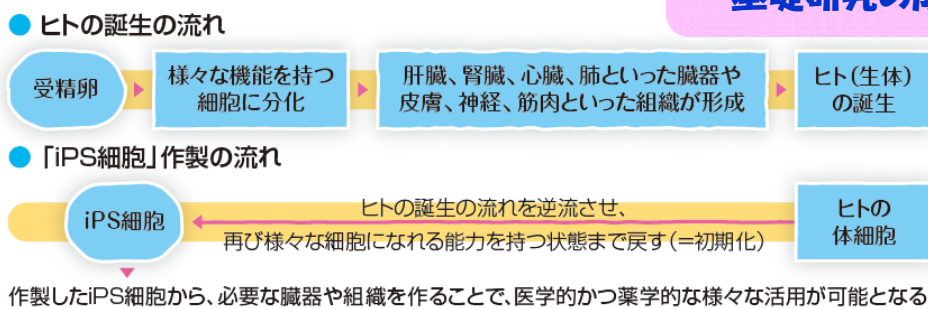 基礎研究の
● ヒトの誕生の流れ
受精卵
様々な機能を持つ
細胞に分化
肝臓、腎臓、心臓、肺といった臓器や
皮膚、神経、筋肉といった組織が形成
ヒト(生体)
の誕生
● 「iPS細胞」作製の流れ
iPS細胞
ヒトの誕生の流れを逆流させ、
再び様々な細胞になれる能力を持つ状態まで戻す(=初期化)
ヒトの
体細胞
作製したiPS細胞から、必要な臓器や組織を作ることで、医学的かつ薬学的な様々な活用が可能となる